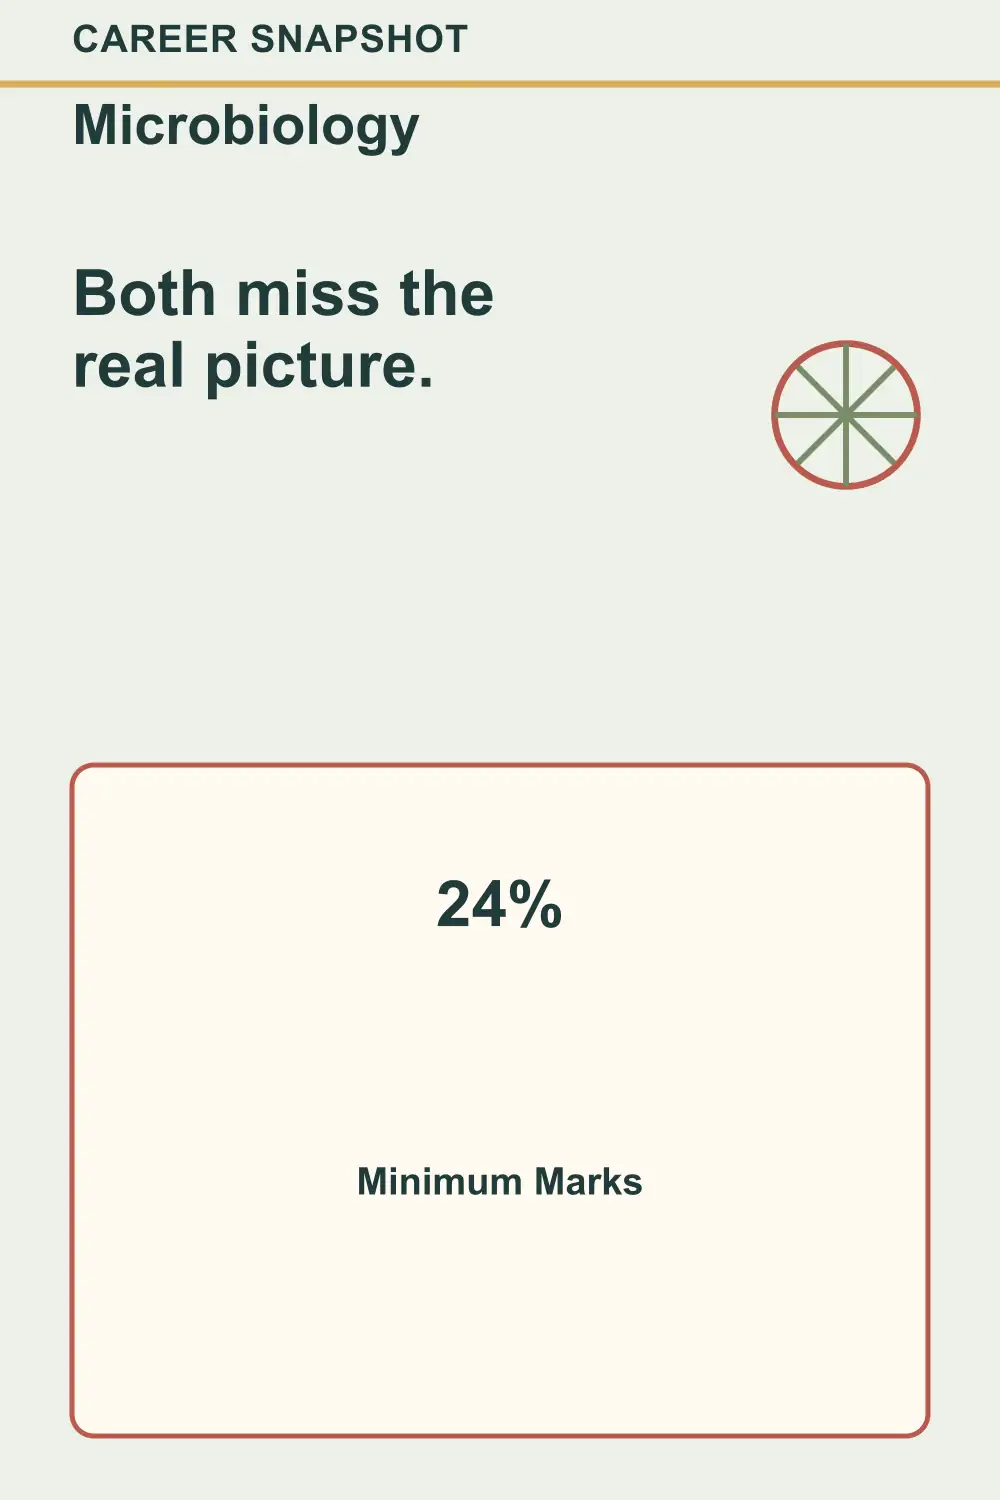 CAREER SNAPSHOT
Microbiology
Both miss the
real picture.
24%
Minimum Marks